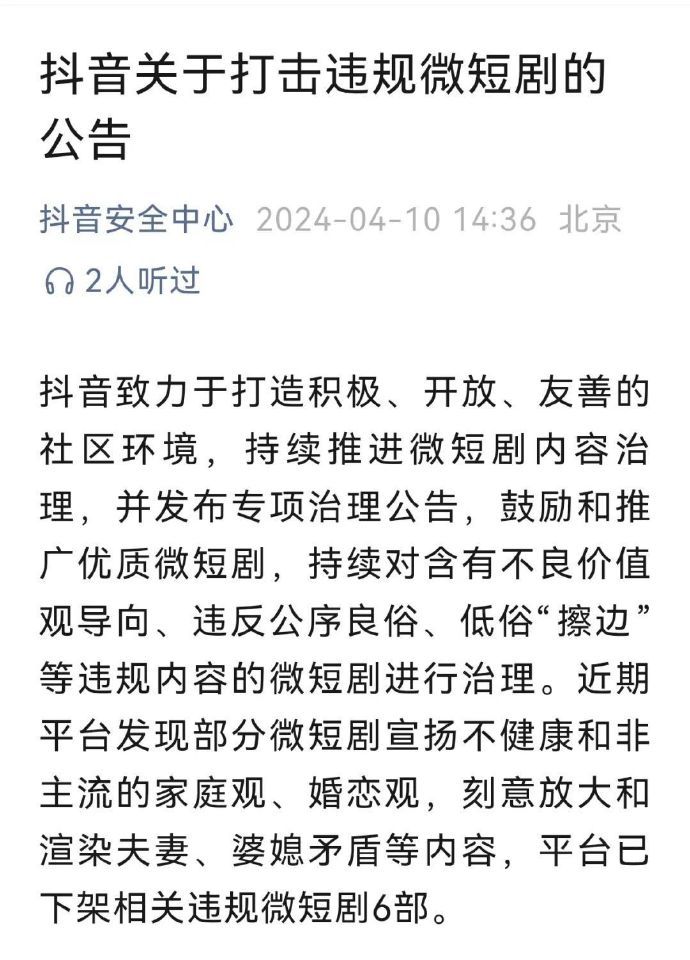 抖音关于打击违规微短剧的
公告
抖音安全中心 2024-04-10 14:36 北京
2人听过
抖音致力于打造积极、开放、友善的
社区环境，持续推进微短剧内容治
理，并发布专项治理公告，鼓励和推
广优质微短剧，持续对含有不良价值
观导向、违反公序良俗、低俗“擦边”
等违规内容的微短剧进行治理。近期
平台发现部分微短剧宣扬不健康和非
主流的家庭观、婚恋观，刻意放大和
渲染夫妻、婆媳矛盾等内容，平台已
下架相关违规微短剧6部。